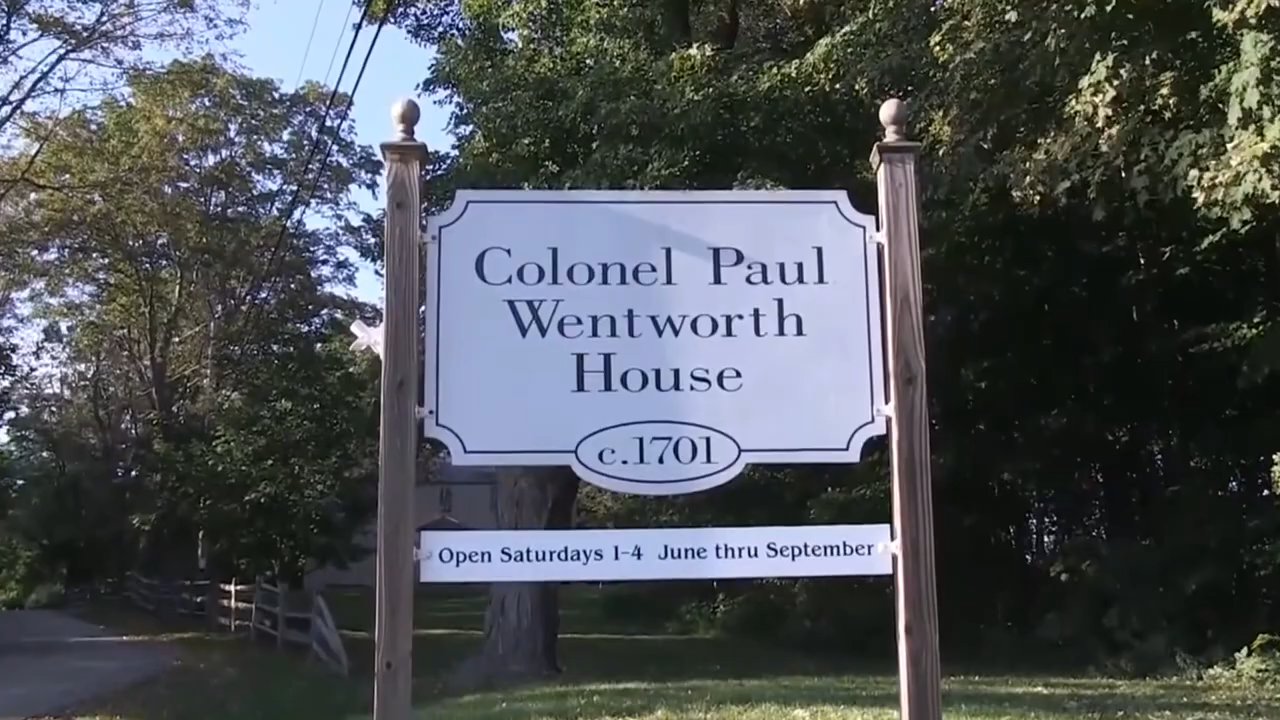 Colonel Paul
Wentworth
House
c.1701
Open Saturdays 1-4 June thru September